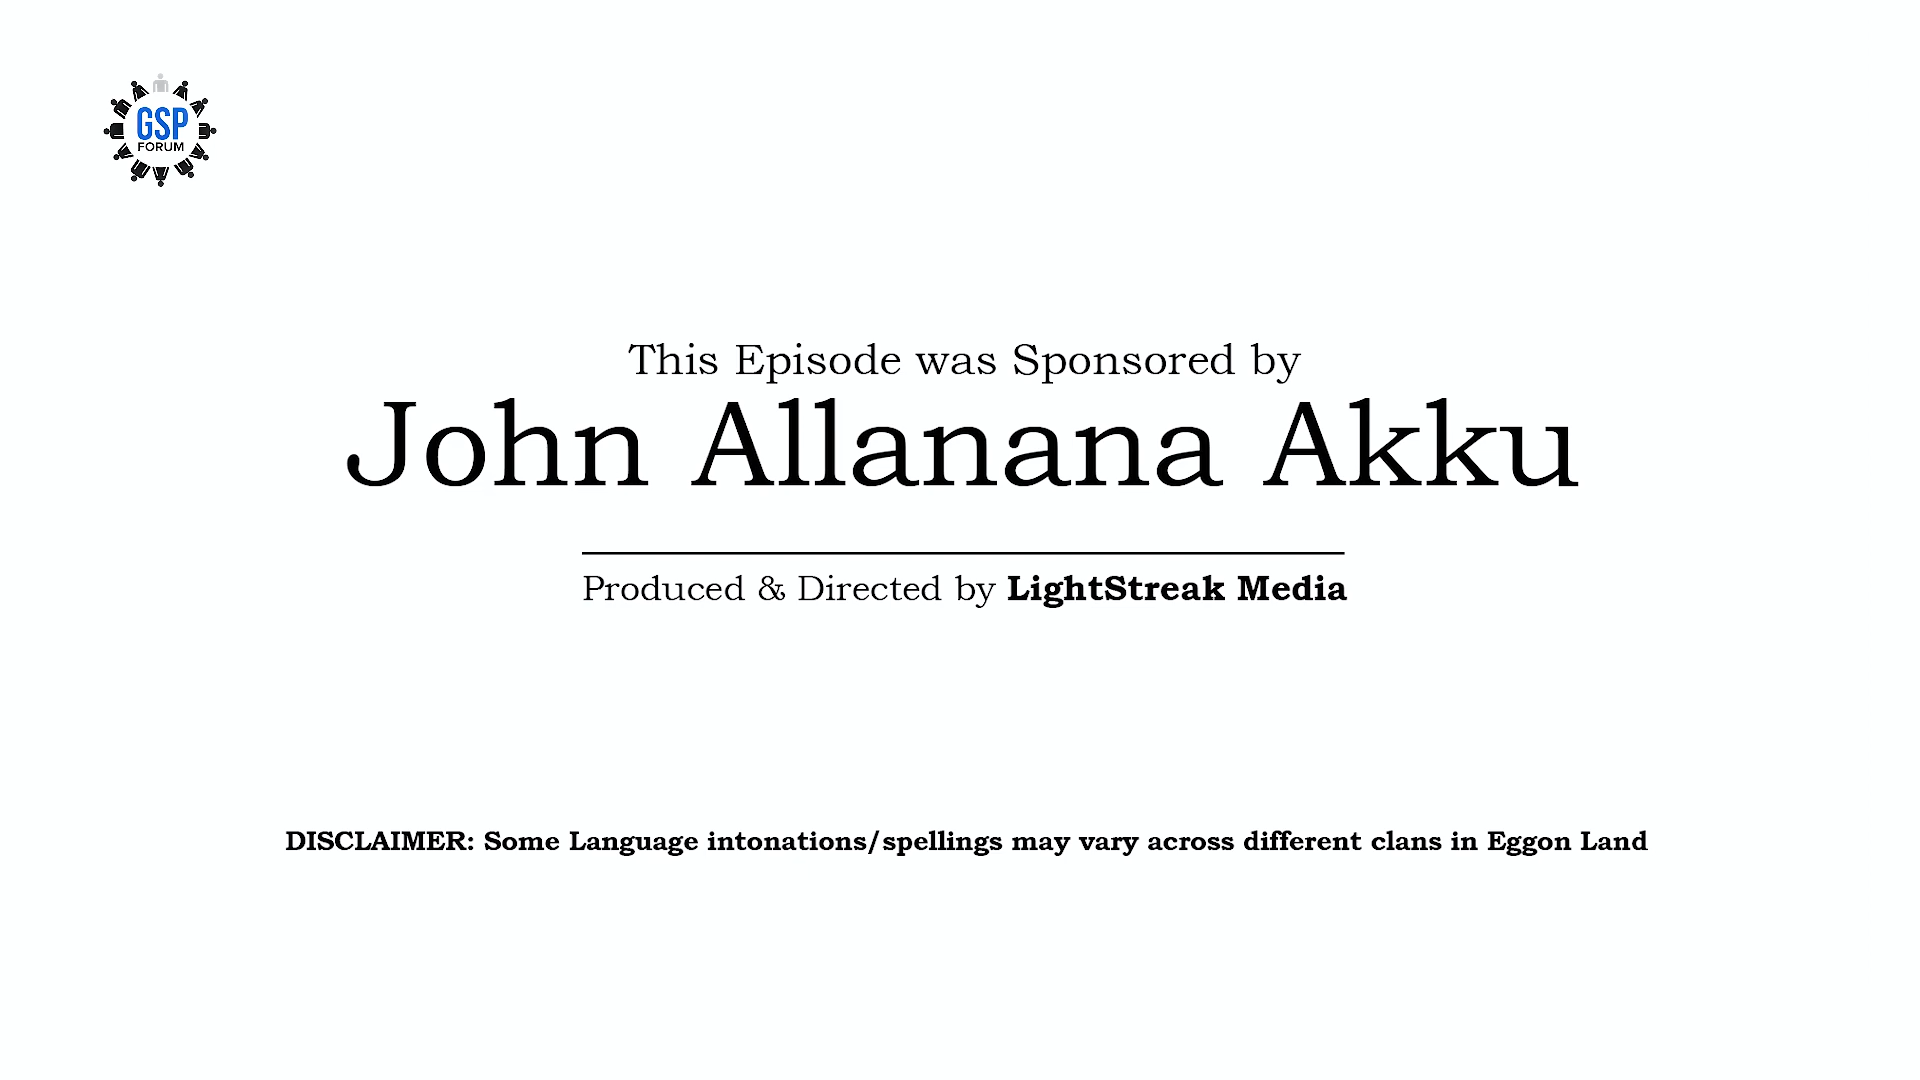 GSP
FORUM
This Episode was Sponsored by
John Allanana Akku
Produced & Directed by LightStreak Media
DISCLAIMER: Some Language intonations/spellings may vary across different clans in Eggon Land